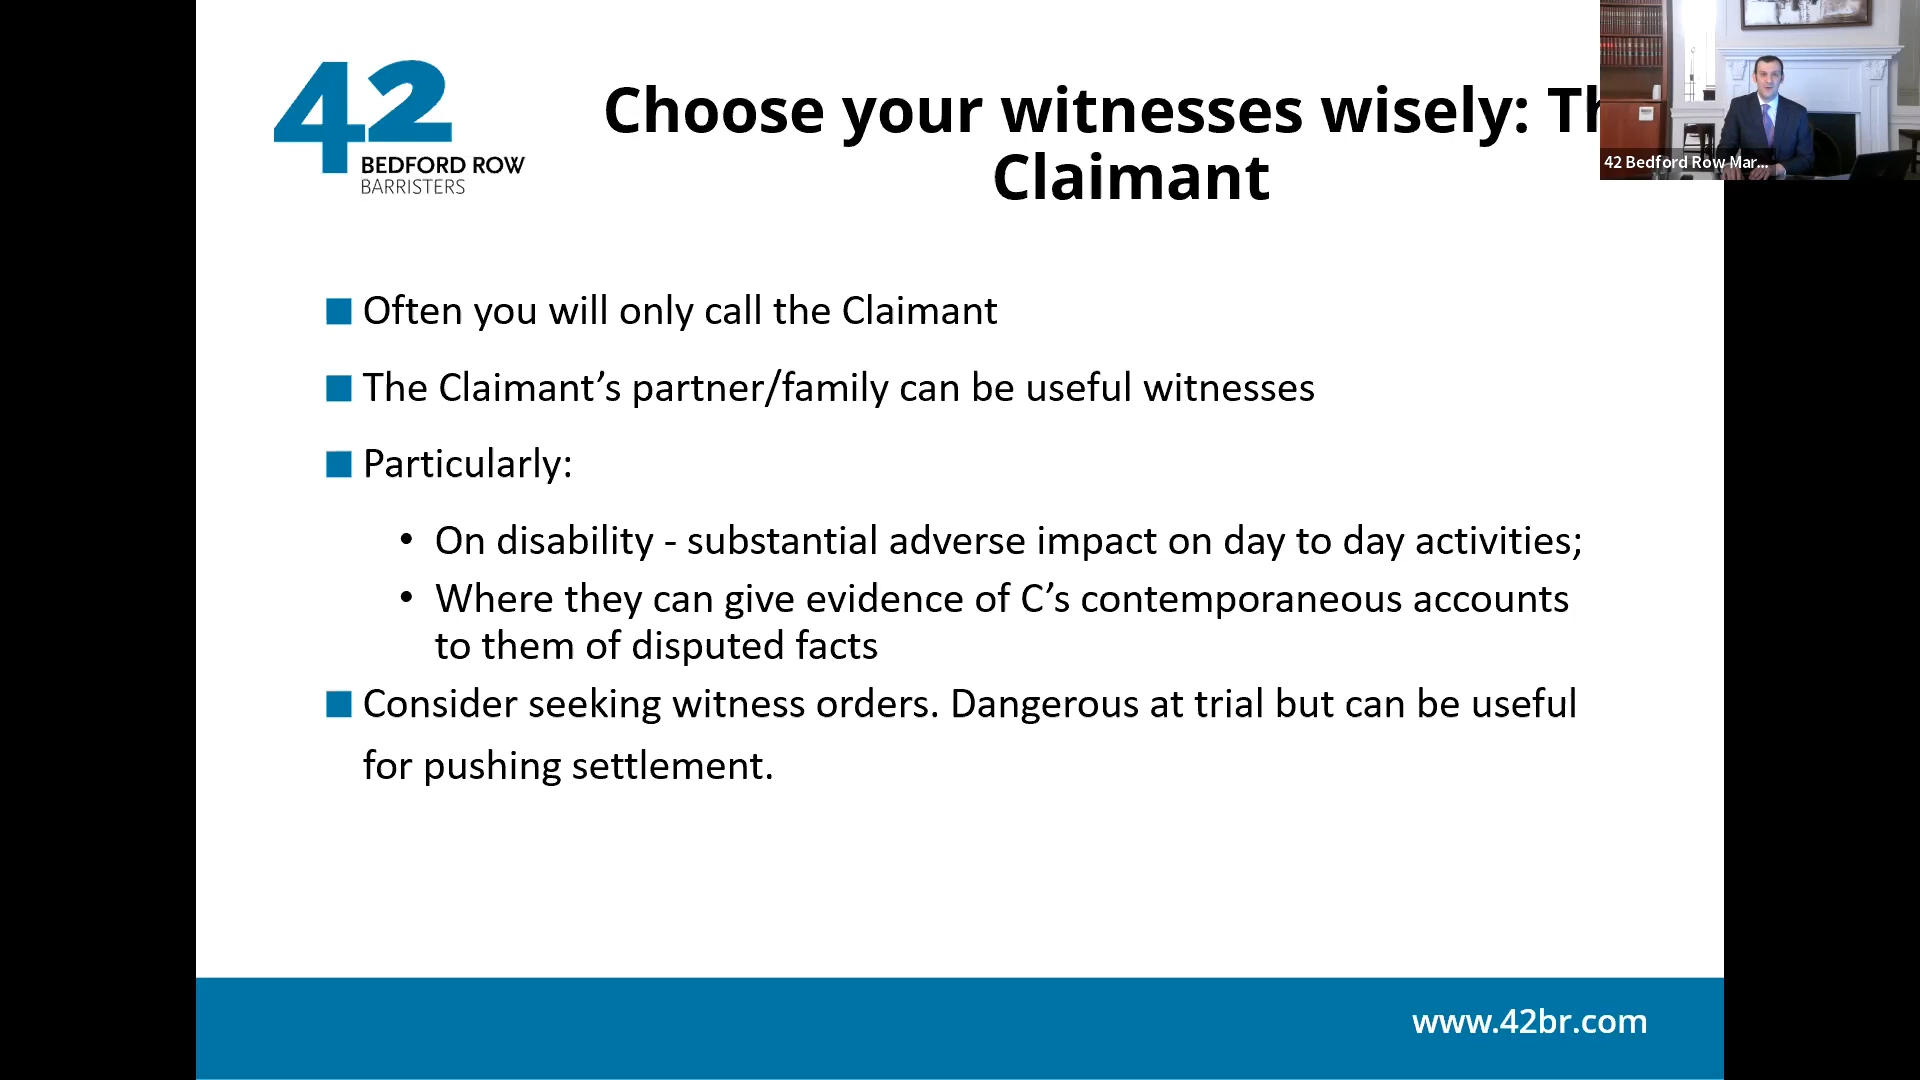 42
BEDFORD ROW
BARRISTERS
Choose your witnesses wisely:
Claimant
42 Bedford Row Mar...
■ Often you will only call the Claimant
■ The Claimant’s partner/family can be useful witnesses
■ Particularly:
• On disability - substantial adverse impact on day to day activities;
• Where they can give evidence of C’s contemporaneous accounts
to them of disputed facts
■ Consider seeking witness orders. Dangerous at trial but can be useful
for pushing settlement.
www.42br.com